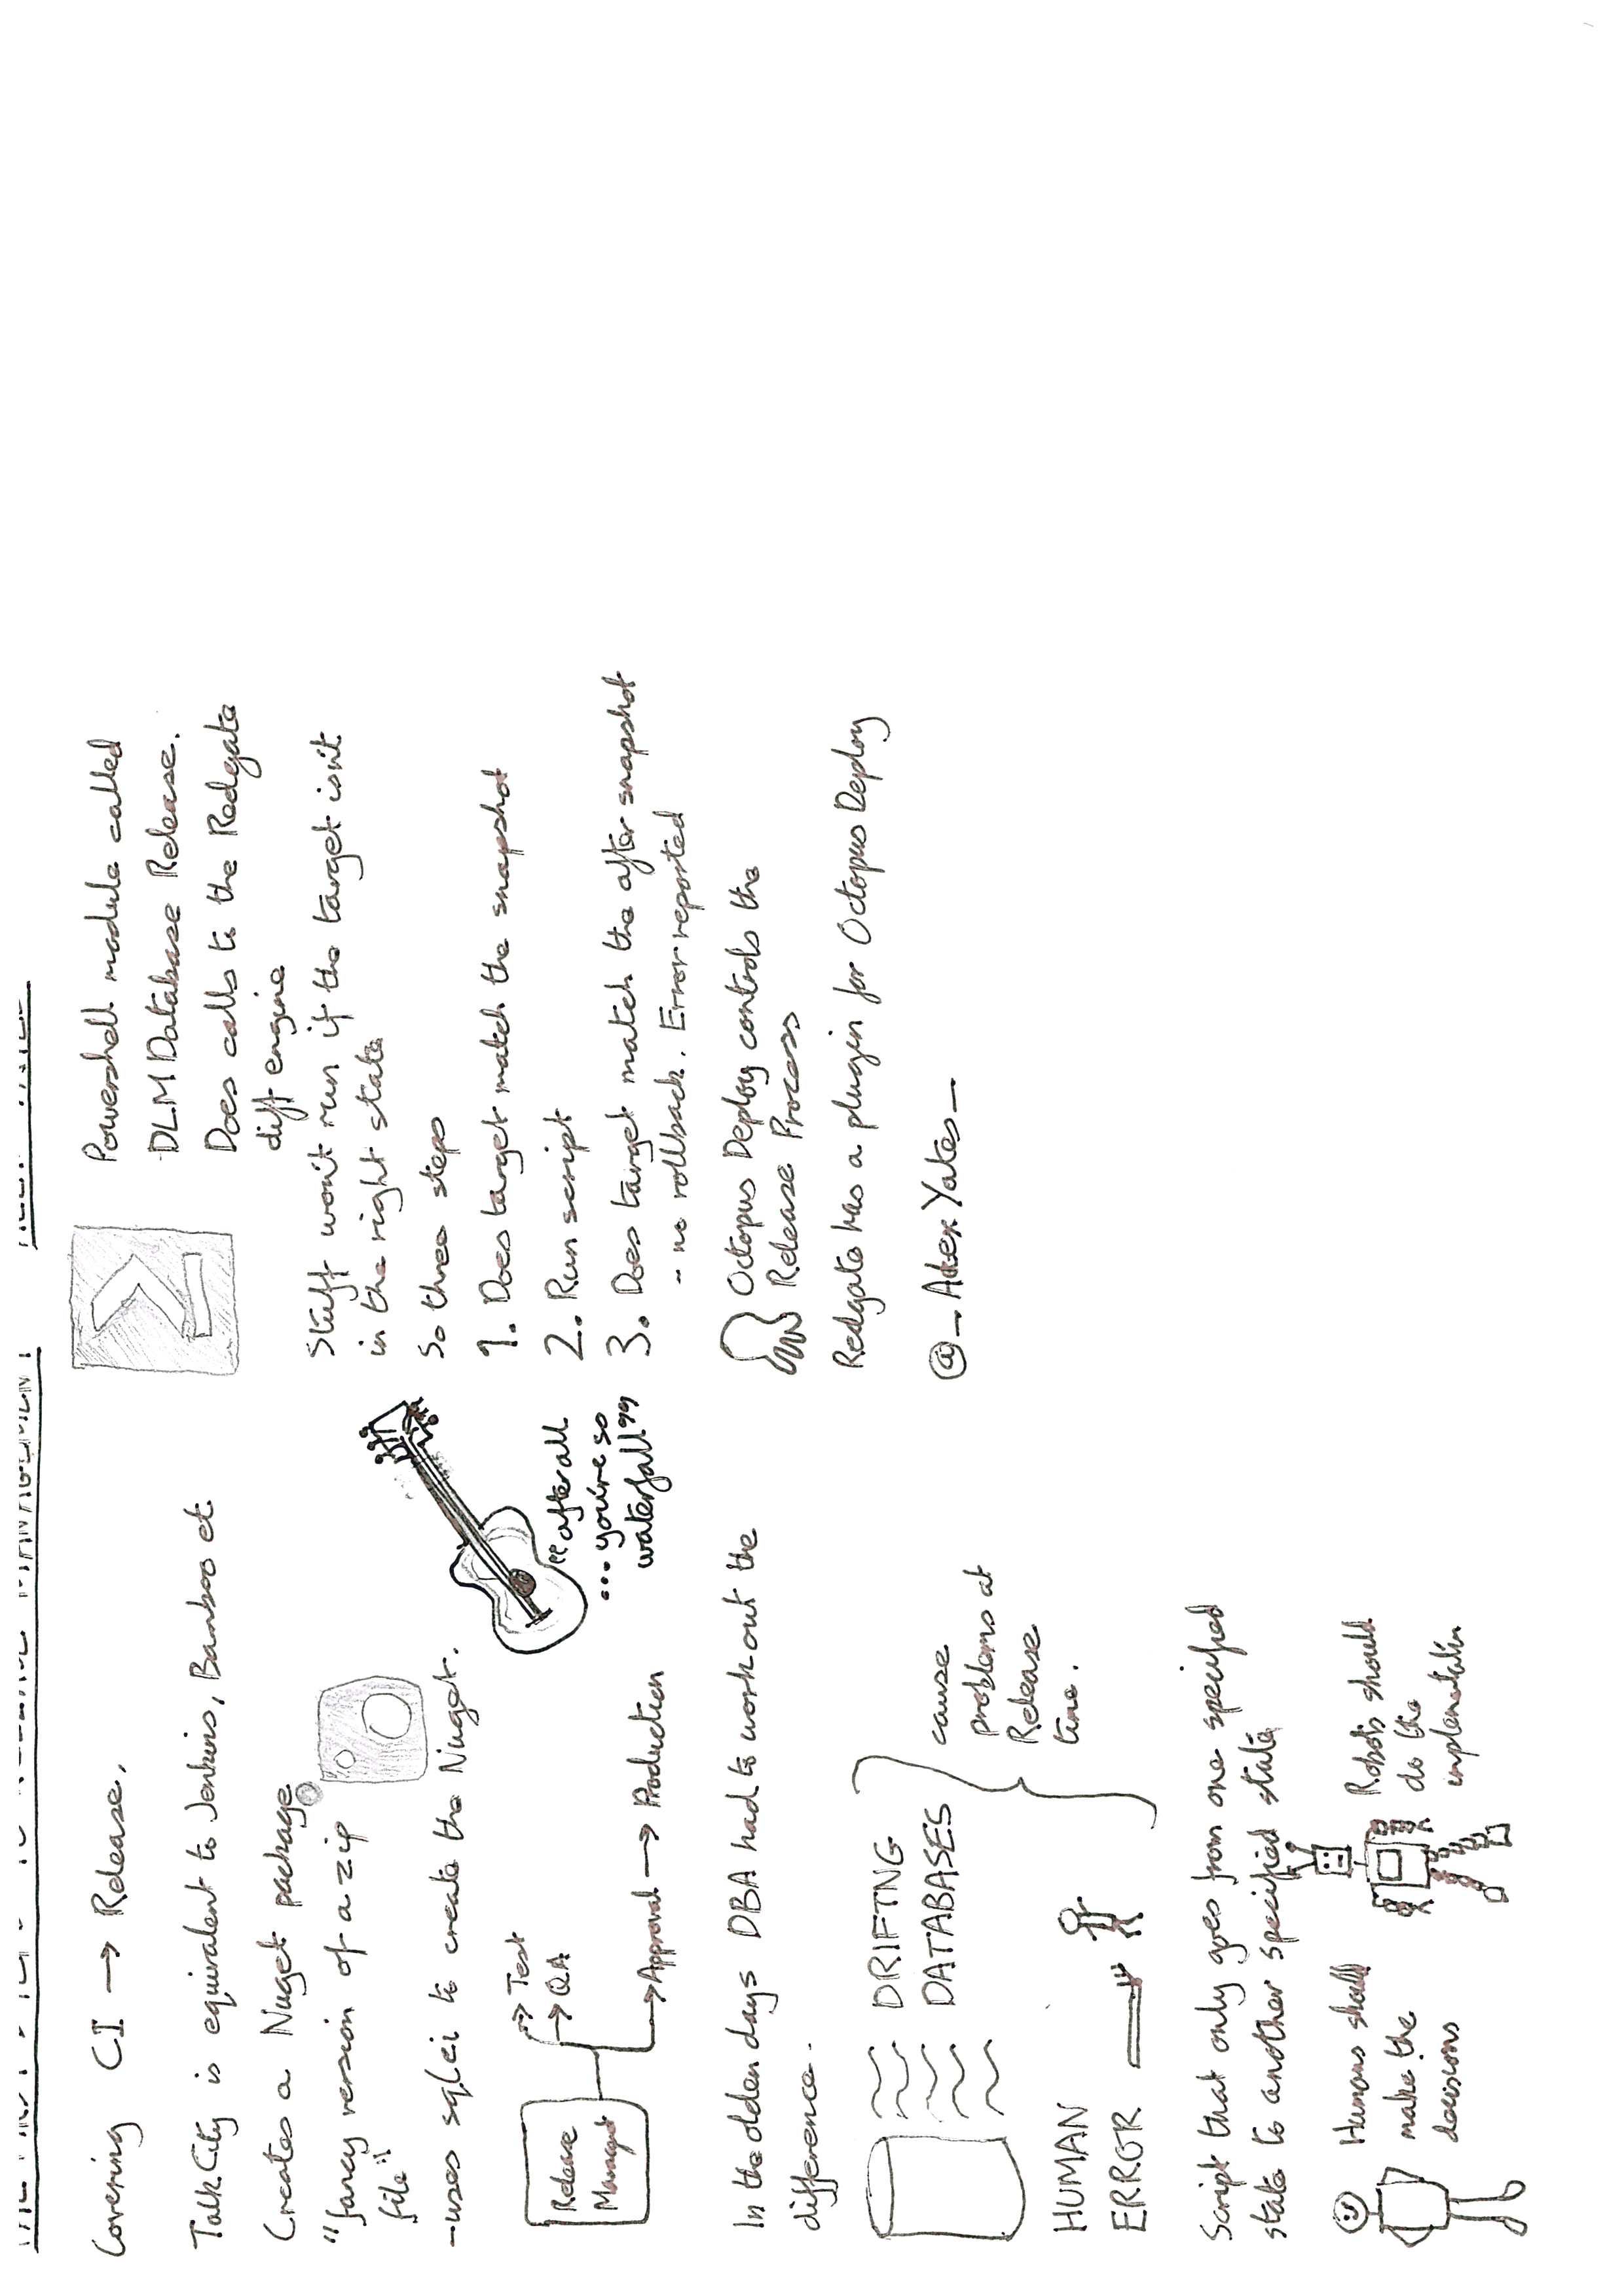 RELEASE MANAGEMENT
Covering CI → Release.
TalkCity is equivalent to Jenkins, Bamboo et
Creates a Nuget package
"fancy version of a zip
file"
- uses sqlci to create the Nuget.
Release
Manager
→ Test
→ QA
→ Approval → Production
"after all
... you're so
waterfall"
In the olden days DBA had to work out the
difference.
DRIFTNG
DATABASES
HUMAN
ERROR
cause
problems at
Release
time.
Script that only goes from one specified
state to another specified state
Humans should
make the
decisions
Robots should
do the
implentatin
Powershell module called
DLM Database Release.
Does calls to the Redgate
diff engine
Stuff won't run if the target isn't
in the right state
So three steps
1. Does target match the snapshot
2. Run script
3. Does target match the after snapshot
- no rollback. Error reported
Octopus Deploy controls the
Release Process
Redgate has a plugin for Octopus Deploy
@_AlexYates_